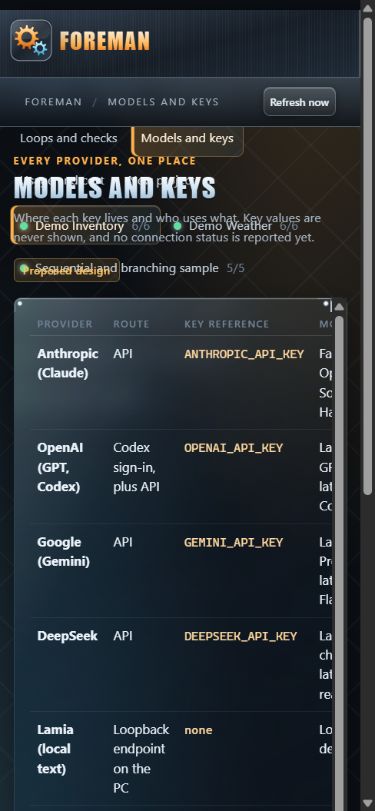 FOREMAN
FOREMAN / MODELS AND KEYS
Refresh now
Loops and checks
Models and keys
EVERY PROVIDER, ONE PLACE
MODELS AND KEYS
Where each key lives and who uses what. Key values are
never shown, and no connection status is reported yet.
Demo Inventory 6/6
Demo Weather 6/6
Proposed design
Sequential and branching sample 5/5
PROVIDER ROUTE KEY REFERENCE
Anthropic API ANTHROPIC_API_KEY
(Claude)
OpenAI Codex OPENAI_API_KEY
(GPT, sign-in,
Codex) plus API
Google API GEMINI_API_KEY
(Gemini)
DeepSeek API DEEPSEEK_API_KEY
Lamia Loopback none
(local endpoint
text) on the
PC